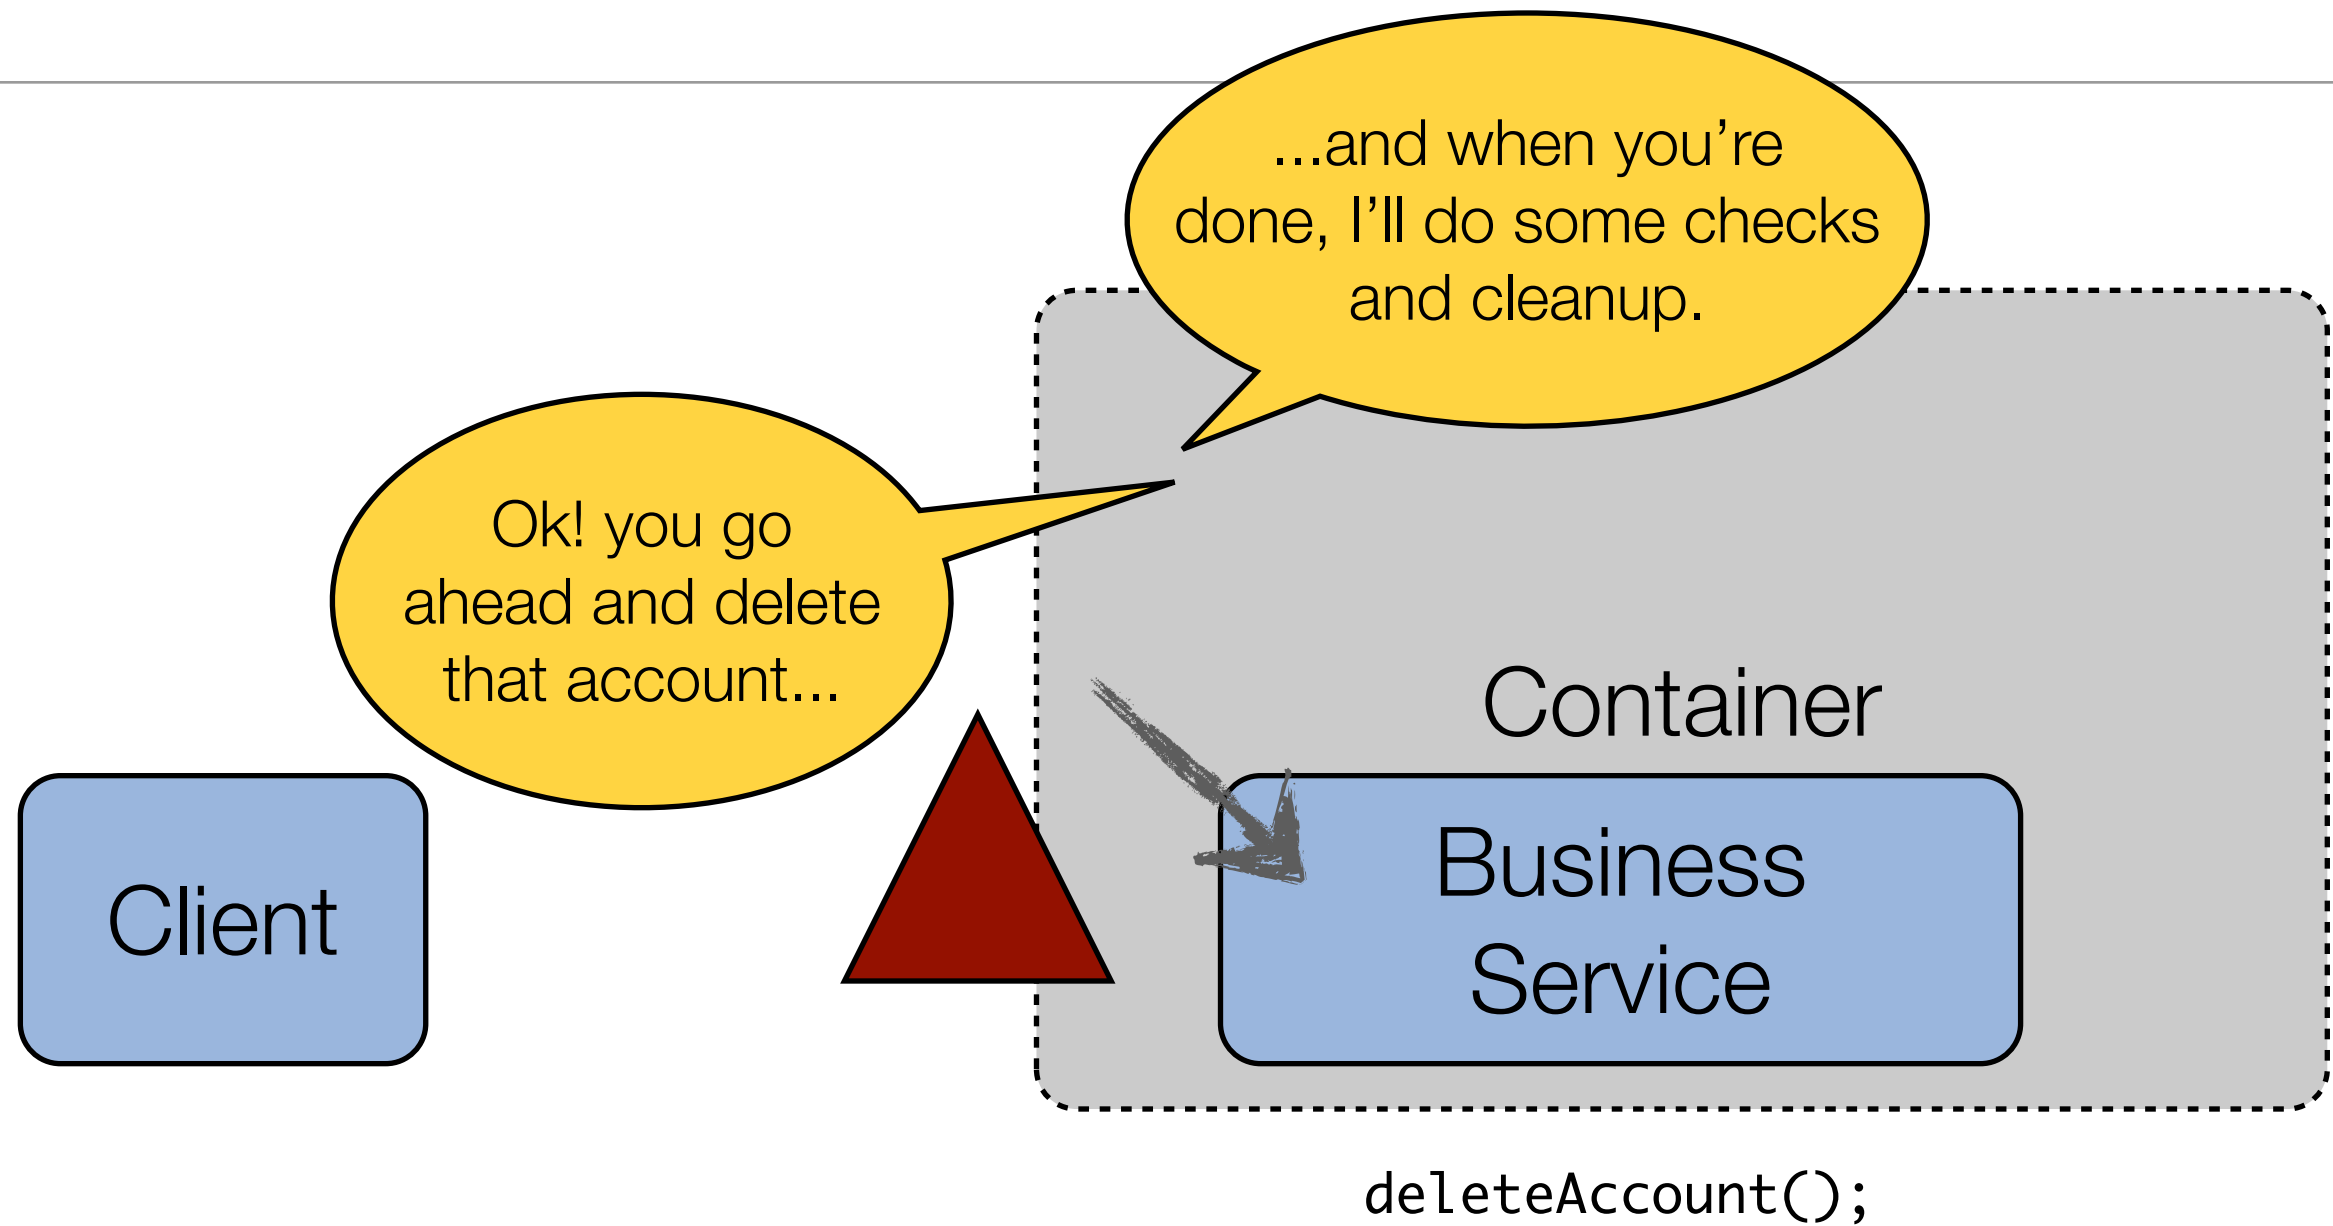 ...and when you’re
done, I’ll do some checks
and cleanup.
Ok! you go
ahead and delete
that account...
Container
Client
Business
Service
deleteAccount();